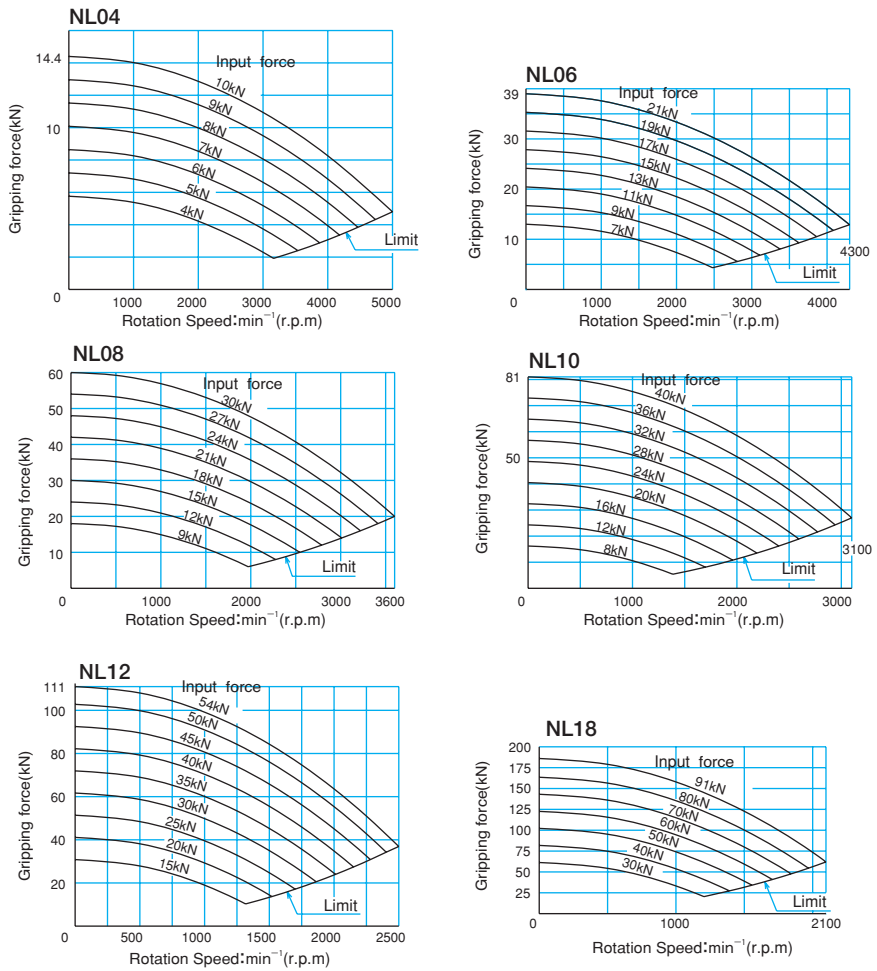 NL04
Gripping force(kN)
14.4
10
0
Input force
10kN
9kN
8kN
7kN
6kN
5kN
4kN
Limit
1000 2000 3000 4000 5000
Rotation Speed:min⁻¹(r.p.m)
NL06
Gripping force(kN)
39
30
20
10
0
Input force
21kN
19kN
17kN
15kN
13kN
11kN
9kN
7kN
4300
Limit
1000 2000 3000 4000
Rotation Speed:min⁻¹(r.p.m)
NL08
Gripping force(kN)
60
50
40
30
20
10
0
Input force
30kN
27kN
24kN
21kN
18kN
15kN
12kN
9kN
Limit
1000 2000 3000 3600
Rotation Speed:min⁻¹(r.p.m)
NL10
Gripping force(kN)
81
50
0
Input force
40kN
36kN
32kN
28kN
24kN
20kN
16kN
12kN
8kN
3100
Limit
1000 2000 3000
Rotation Speed:min⁻¹(r.p.m)
NL12
Gripping force(kN)
111
100
80
60
40
20
0
Input force
54kN
50kN
45kN
40kN
35kN
30kN
25kN
20kN
15kN
Limit
500 1000 1500 2000 2500
Rotation Speed:min⁻¹(r.p.m)
NL18
Gripping force(kN)
200
175
150
125
100
75
50
25
0
Input force
91kN
80kN
70kN
60kN
50kN
40kN
30kN
Limit
1000 2100
Rotation Speed:min⁻¹(r.p.m)